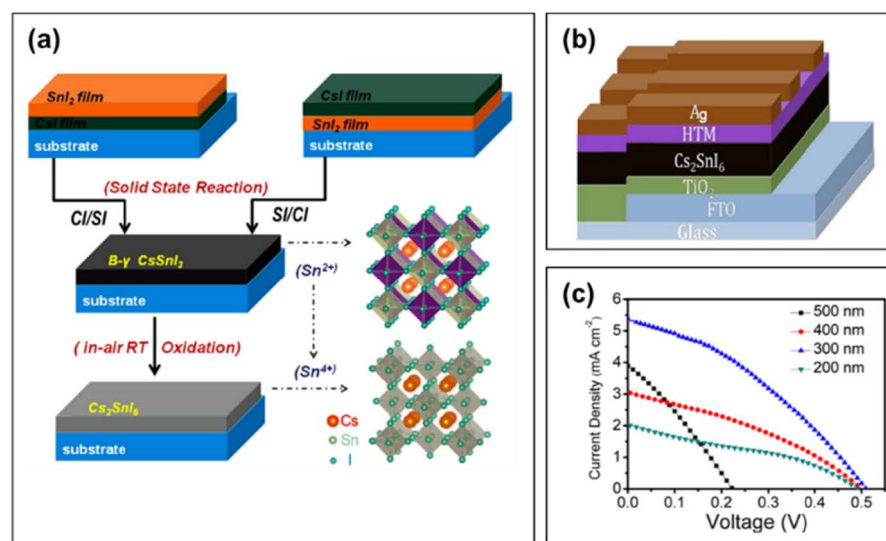 (a)
SnI2 film
CsI film
substrate
CsI film
SnI2 film
substrate
(Solid State Reaction)
CI/SI
SI/CI
B-γ CsSnI3
substrate
(Sn2+)
(in-air RT Oxidation)
(Sn4+)
Cs2SnI6
substrate
Cs
Sn
I
(b)
Ag
HTM
Cs2SnI6
TiO2
FTO
Glass
(c)
500 nm
400 nm
300 nm
200 nm
Current Density (mA cm-2)
6
5
4
3
2
1
0
0.0 0.1 0.2 0.3 0.4 0.5
Voltage (V)